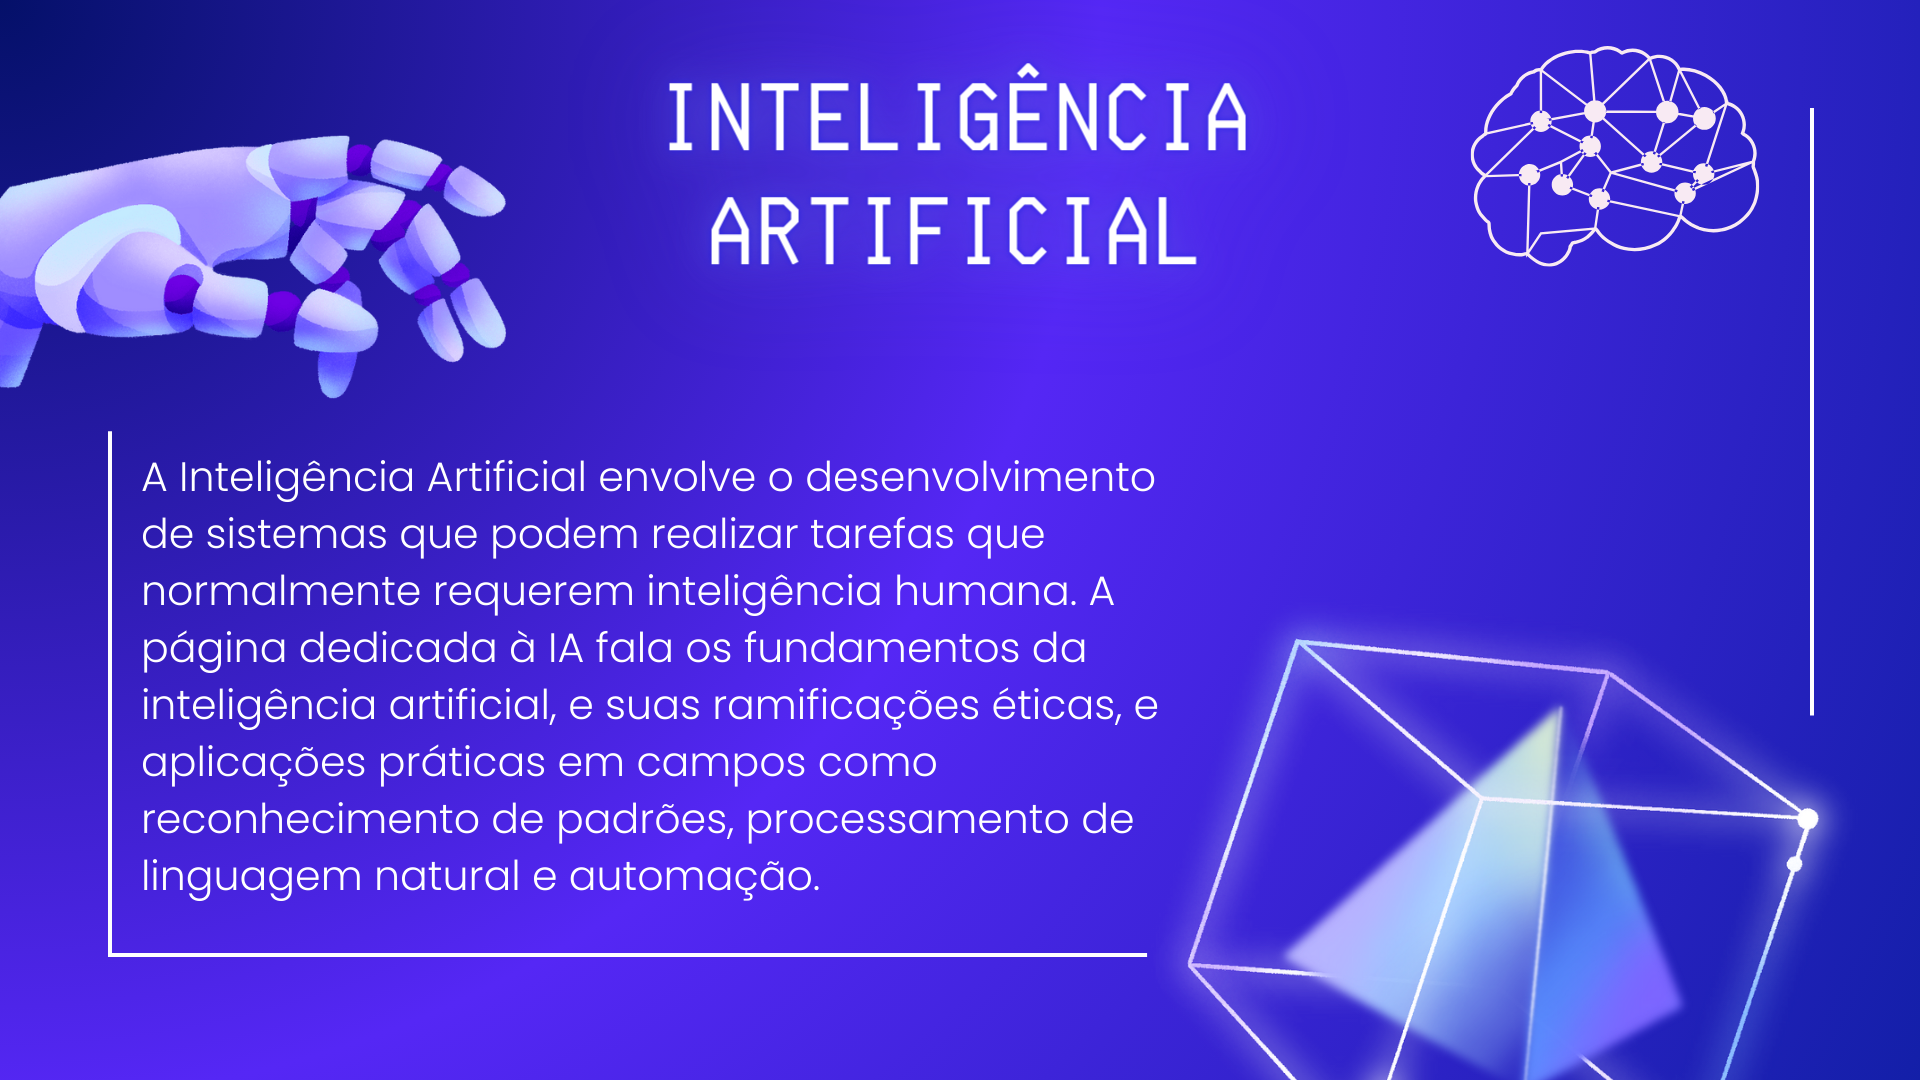 INTELIGÊNCIA
ARTIFICIAL
A Inteligência Artificial envolve o desenvolvimento
de sistemas que podem realizar tarefas que
normalmente requerem inteligência humana. A
página dedicada à IA fala os fundamentos da
inteligência artificial, e suas ramificações éticas, e
aplicações práticas em campos como
reconhecimento de padrões, processamento de
linguagem natural e automação.